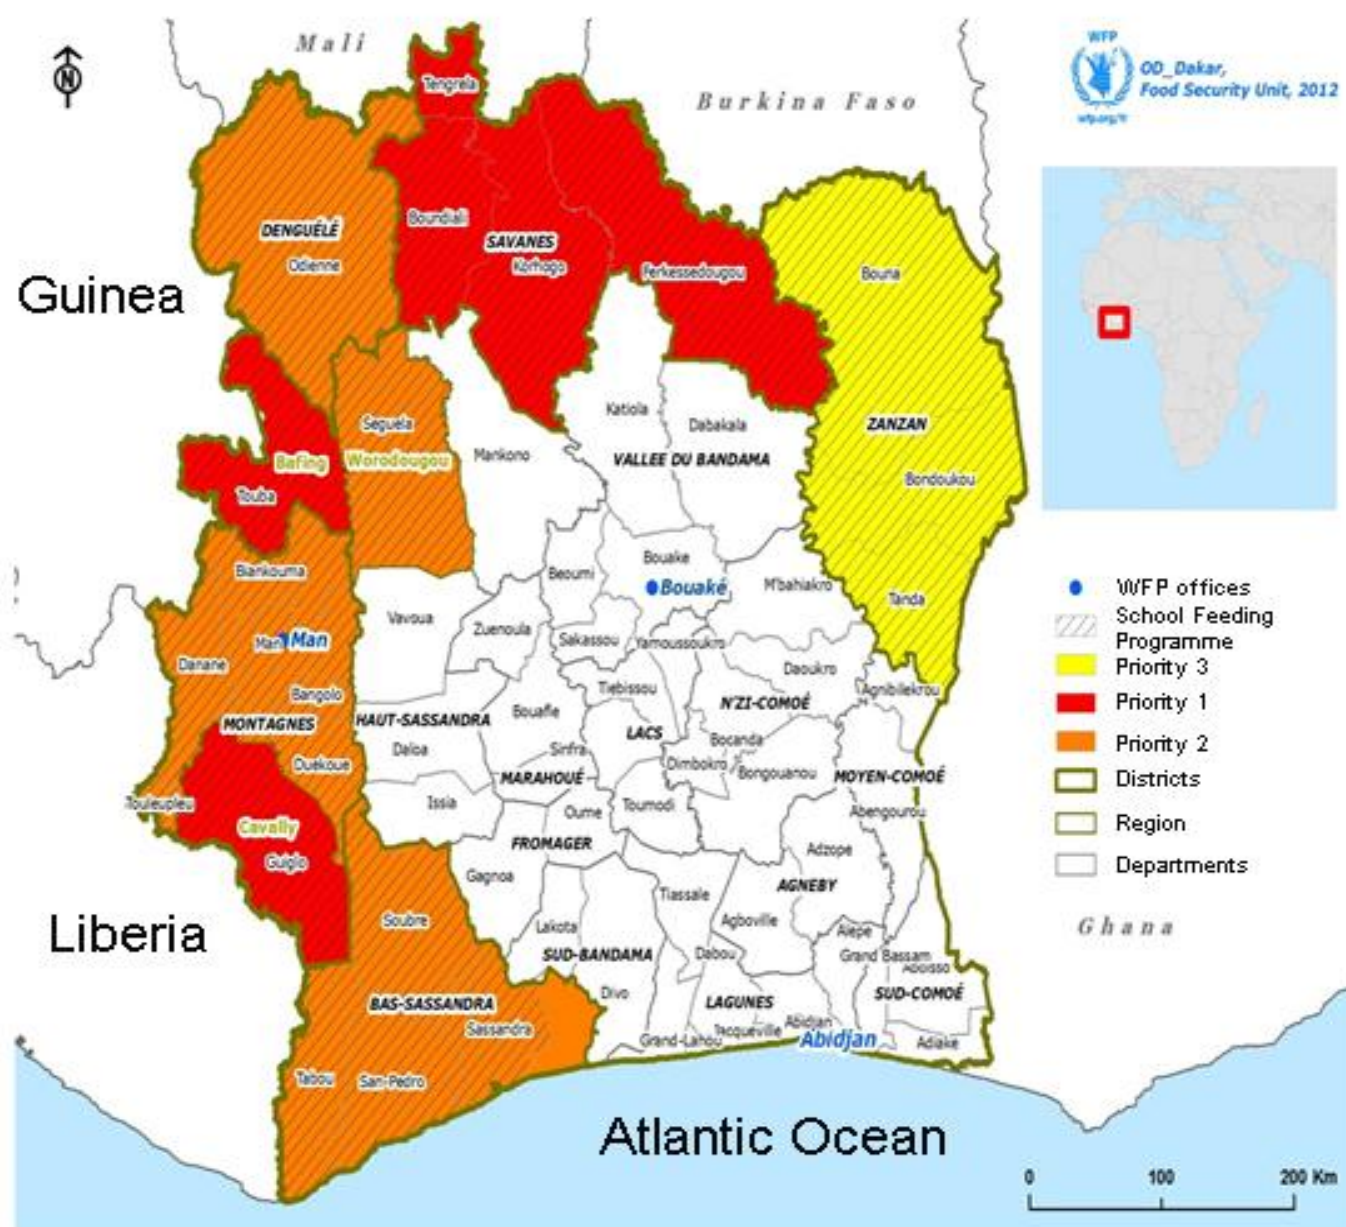 Mali
WFP
wfp.org/fr
OD_Dakar,
Food Security Unit, 2012
N
Tengrela
Burkina Faso
DENGUÉLÉ
Odienne
Boundiali
SAVANES
Korhogo
Ferkessedougou
Bouna
Guinea
Seguela
Katiola
Dabakala
ZANZAN
Bafing
Worodougou
Mankono
VALLEE DU BANDAMA
Touba
Bondoukou
Biankouma
Beoumi
Bouake
Bouaké
M'bahiakro
Tanda
WFP offices
School Feeding
Programme
Priority 3
Priority 1
Priority 2
Districts
Region
Departments
Vavoua
Zuenoula
Sakassou
Yamoussoukro
Man
Man
Danane
Bangolo
Tiebissou
Daoukro
Agnibilekrou
MONTAGNES
HAUT-SASSANDRA
Bouafle
LACS
N'ZI-COMOÉ
Daloa
Sinfra
Bocanda
Duekoue
MARAHOUÉ
Dimbokro
Bongouanou
MOYEN-COMOÉ
Touleupleu
Issia
Oume
Toumodi
Abengourou
Cavally
Guiglo
FROMAGER
Adzope
Gagnoa
Tiassale
AGNEBY
Liberia
Soubre
Lakota
Agboville
Alepe
Ghana
SUD-BANDAMA
Dabou
Grand Bassam
Aboisso
BAS-SASSANDRA
Divo
LAGUNES
SUD-COMOÉ
Sassandra
Grand-Lahou
Jacqueville
Abidjan
Abidjan
Adiake
Tabou
San-Pedro
Atlantic Ocean
0 100 200 Km